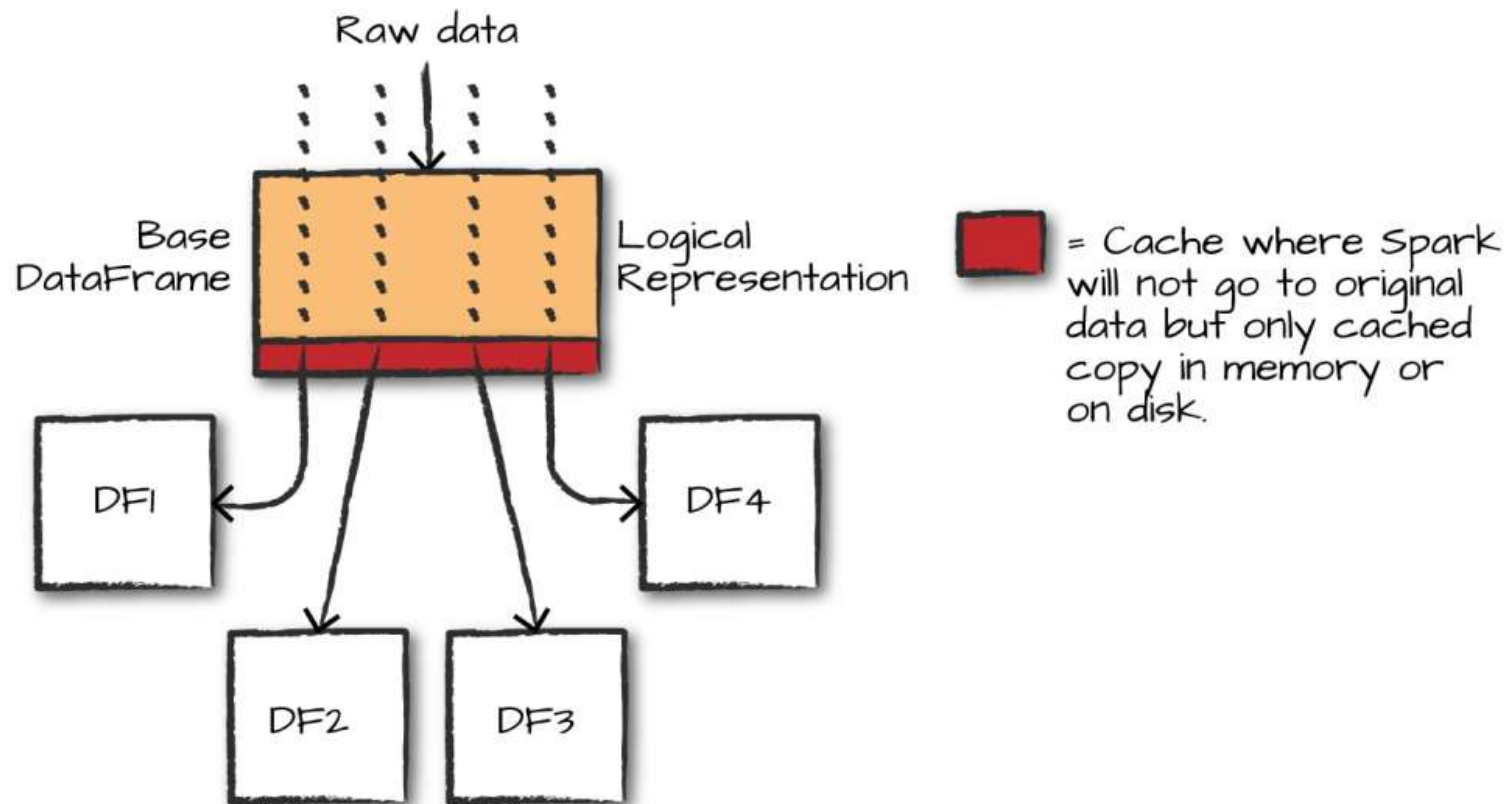 Raw data
Base
DataFrame
Logical
Representation
= Cache where Spark
will not go to original
data but only cached
copy in memory or
on disk.
DF1
DF4
DF2
DF3